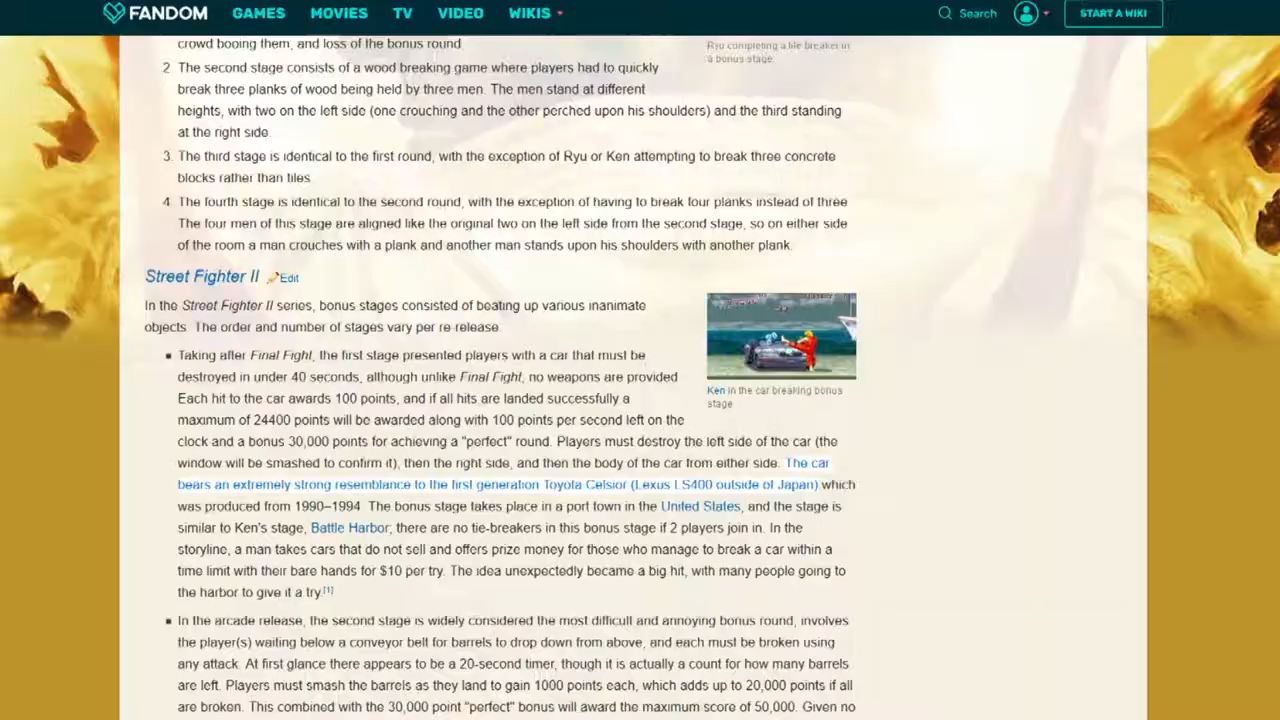 FANDOM GAMES MOVIES TV VIDEO WIKIS Search START A WIKI
crowd booing them, and loss of the bonus round.
Ryu completing a tile breaker in
a bonus stage.
2 The second stage consists of a wood breaking game where players had to quickly
break three planks of wood being held by three men. The men stand at different
heights, with two on the left side (one crouching and the other perched upon his shoulders) and the third standing
at the right side.
3. The third stage is identical to the first round, with the exception of Ryu or Ken attempting to break three concrete
blocks rather than tiles.
4 The fourth stage is identical to the second round, with the exception of having to break four planks instead of three.
The four men of this stage are aligned like the original two on the left side from the second stage, so on either side
of the room a man crouches with a plank and another man stands upon his shoulders with another plank.
Street Fighter II Edit
In the Street Fighter II series, bonus stages consisted of beating up various inanimate
objects. The order and number of stages vary per re-release.
▪ Taking after Final Fight, the first stage presented players with a car that must be
destroyed in under 40 seconds, although unlike Final Fight, no weapons are provided.
Each hit to the car awards 100 points, and if all hits are landed successfully a
maximum of 24400 points will be awarded along with 100 points per second left on the
clock and a bonus 30,000 points for achieving a "perfect" round. Players must destroy the left side of the car (the
window will be smashed to confirm it), then the right side, and then the body of the car from either side. The car
bears an extremely strong resemblance to the first generation Toyota Celsior (Lexus LS400 outside of Japan) which
was produced from 1990–1994. The bonus stage takes place in a port town in the United States, and the stage is
similar to Ken's stage, Battle Harbor; there are no tie-breakers in this bonus stage if 2 players join in. In the
storyline, a man takes cars that do not sell and offers prize money for those who manage to break a car within a
time limit with their bare hands for $10 per try. The idea unexpectedly became a big hit, with many people going to
the harbor to give it a try.[1]
Ken in the car breaking bonus
stage.
▪ In the arcade release, the second stage is widely considered the most difficult and annoying bonus round, involves
the player(s) waiting below a conveyor belt for barrels to drop down from above, and each must be broken using
any attack. At first glance there appears to be a 20-second timer, though it is actually a count for how many barrels
are left. Players must smash the barrels as they land to gain 1000 points each, which adds up to 20,000 points if all
are broken. This combined with the 30,000 point "perfect" bonus will award the maximum score of 50,000. Given no